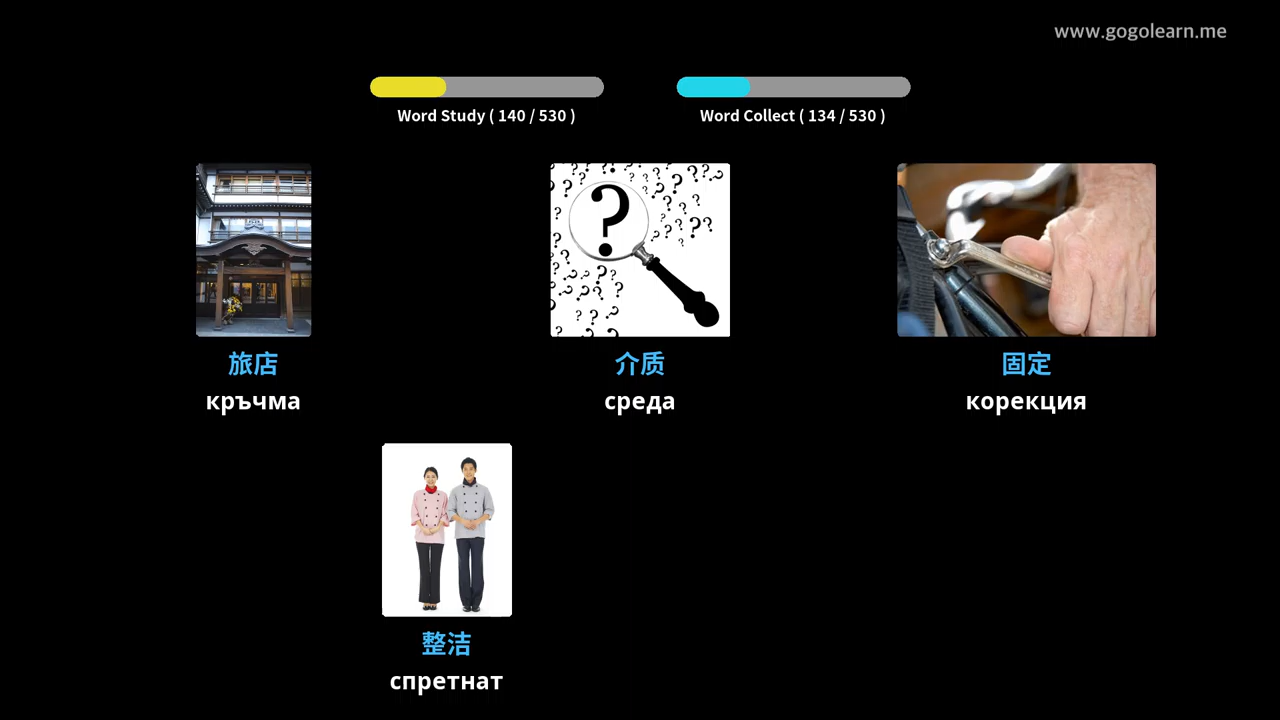 www.gogolearn.me
Word Study ( 140 / 530 )
Word Collect ( 134 / 530 )
旅店
кръчма
介质
среда
固定
корекция
整洁
спретнат